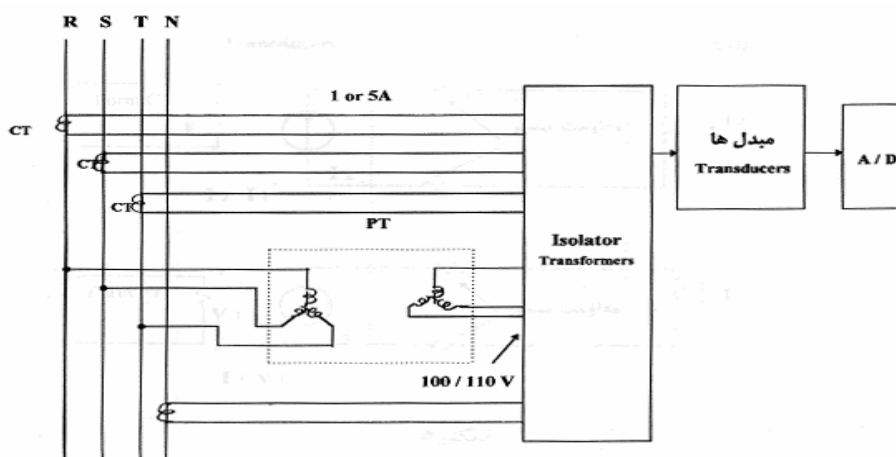 R S T N
1 or 5A
CT
CT
CT
PT
Isolator
Transformers
100 / 110 V
مبدل ها
Transducers
A / D